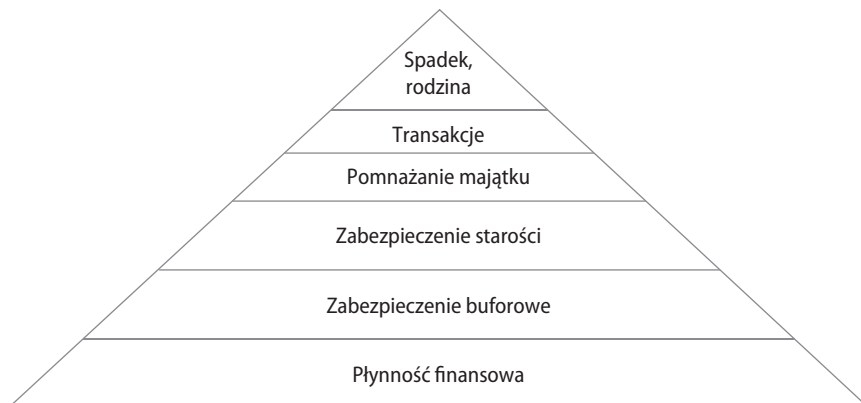 Spadek,
rodzina
Transakcje
Pomnażanie majątku
Zabezpieczenie starości
Zabezpieczenie buforowe
Płynność finansowa